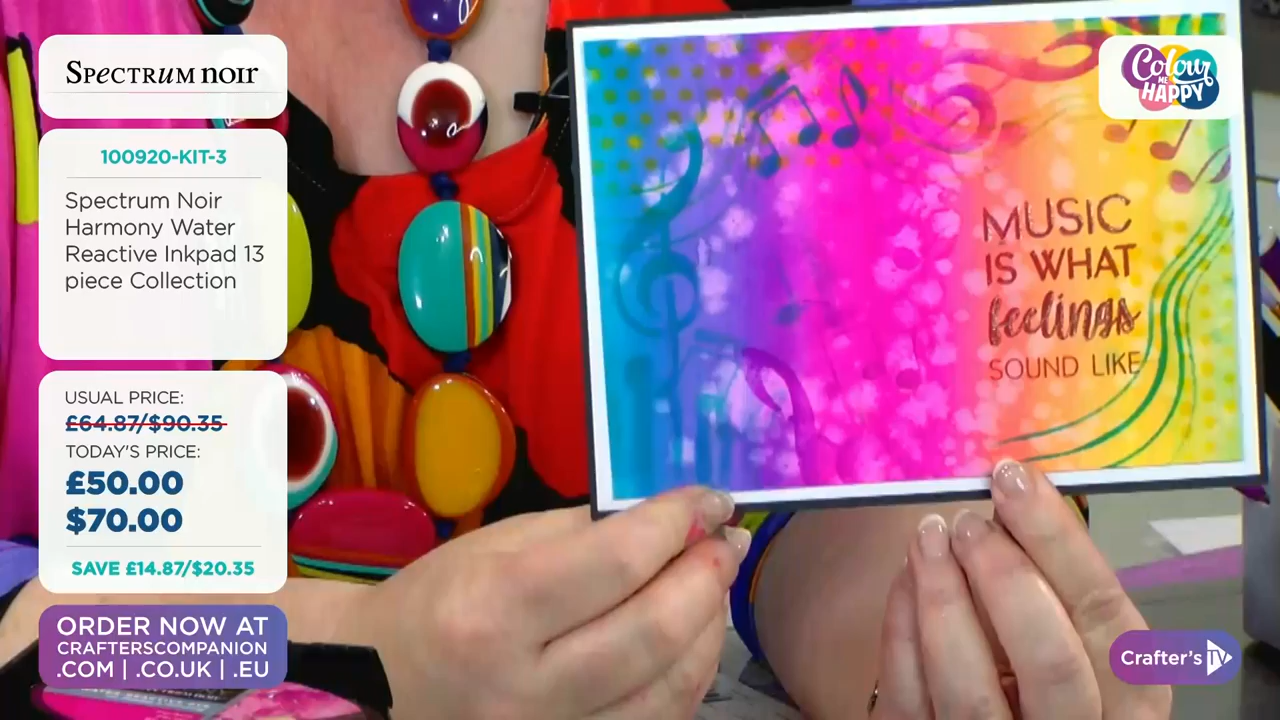 SPECTRUM noir
100920-KIT-3
Spectrum Noir
Harmony Water
Reactive Inkpad 13
piece Collection
USUAL PRICE:
£64.87/$90.35
TODAY'S PRICE:
£50.00
$70.00
SAVE £14.87/$20.35
ORDER NOW AT
CRAFTERSCOMPANION
.COM | .CO.UK | .EU
Colour
ME
HAPPY
MUSIC
IS WHAT
feelings
SOUND LIKE
Crafter's TV